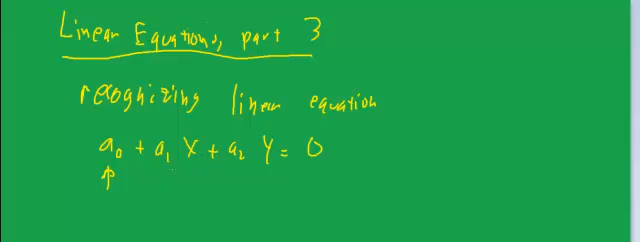 Linear Equations, part 3
recognizing linear equation
a₀ + a₁ X + a₂ Y = 0